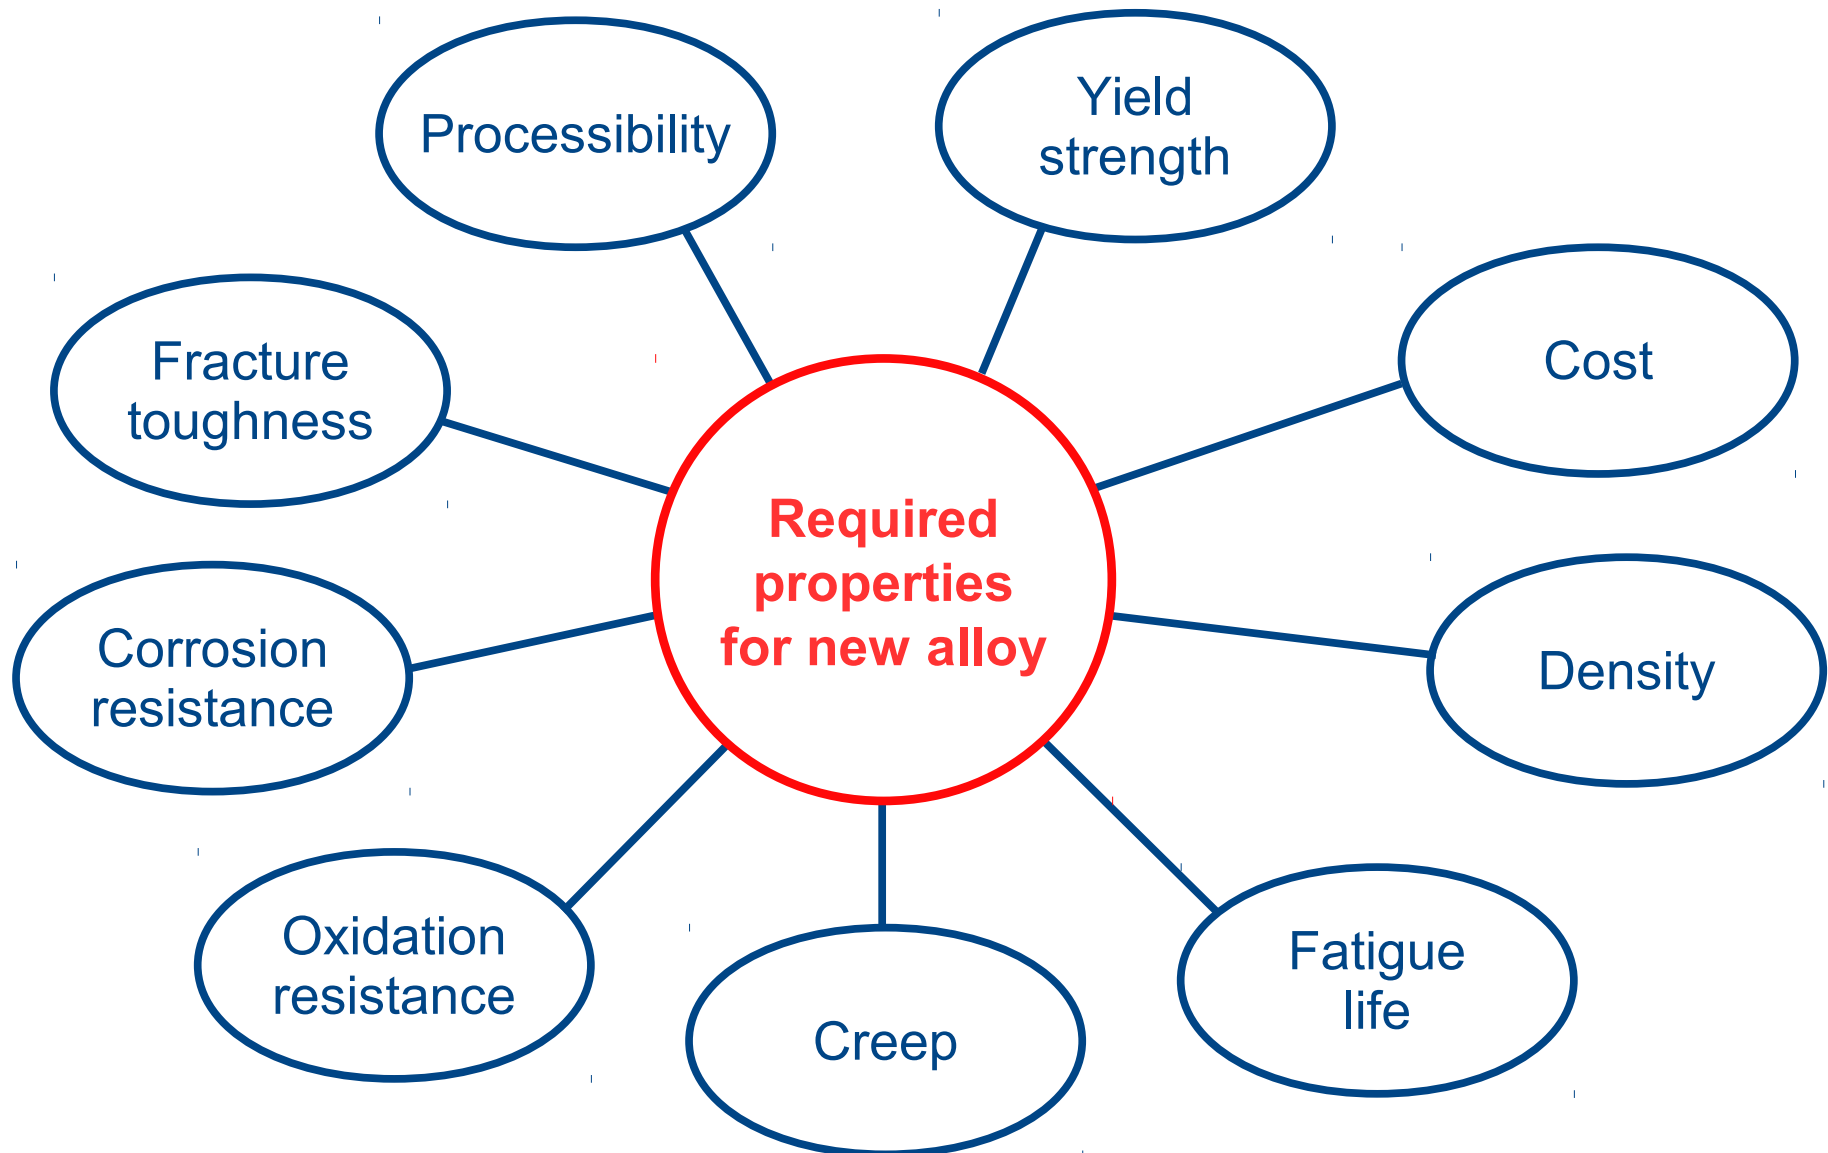 Processibility
Yield
strength
Fracture
toughness
Cost
Required
properties
for new alloy
Corrosion
resistance
Density
Oxidation
resistance
Creep
Fatigue
life